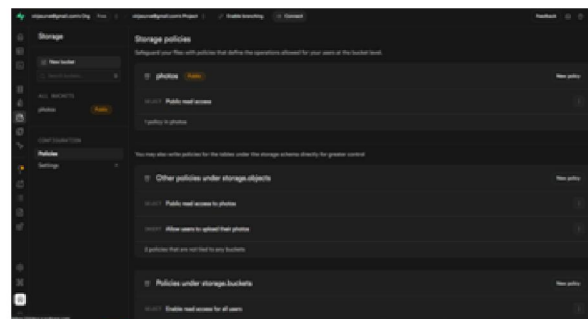 Free
Enable branching
Connect
Feedback
Storage
New bucket
Search buckets...
ALL BUCKETS
photos
Public
CONFIGURATION
Policies
Settings
Storage policies
Safeguard your files with policies that define the operations allowed for your users at the bucket level.
photos Public
New policy
SELECT Public read access
1 policy in photos
You may also write policies for the tables under the storage schema directly for greater control
Other policies under storage.objects
New policy
SELECT Public read access to photos
INSERT Allow users to upload their photos
2 policies that are not tied to any buckets
Policies under storage.buckets
New policy
SELECT Enable read access for all users